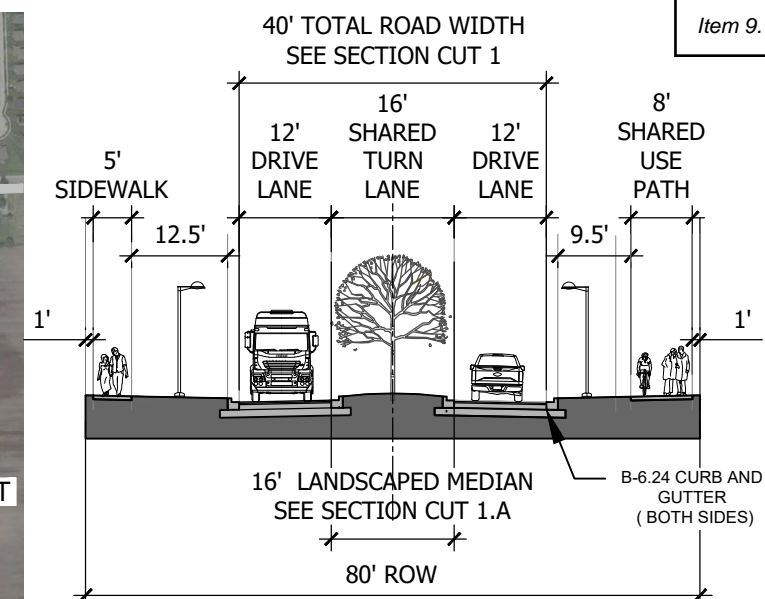 40' TOTAL ROAD WIDTH
SEE SECTION CUT 1
Item 9.
5'
SIDEWALK
12'
DRIVE
LANE
16'
SHARED
TURN
LANE
12'
DRIVE
LANE
8'
SHARED
USE
PATH
12.5'
9.5'
1'
1'
T
16' LANDSCAPED MEDIAN
SEE SECTION CUT 1.A
B-6.24 CURB AND
GUTTER
( BOTH SIDES)
80' ROW